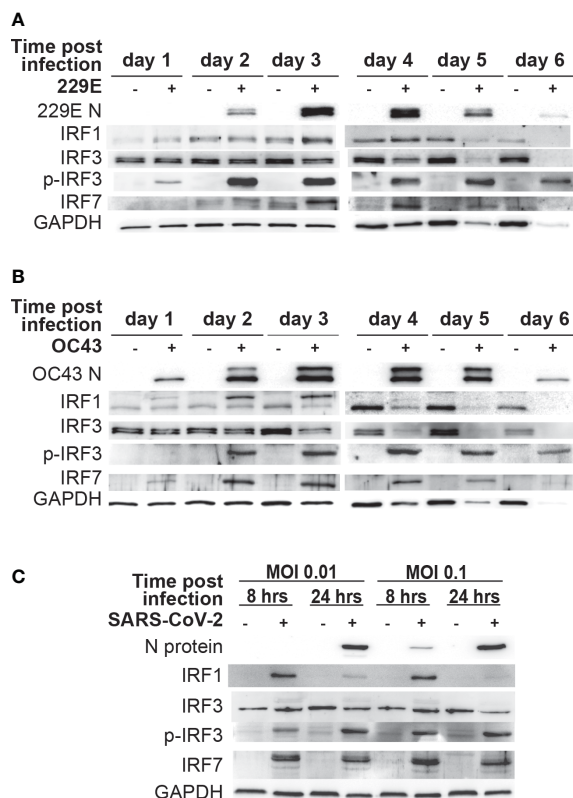 A
Time post
infection
day 1 day 2 day 3 day 4 day 5 day 6
229E - + - + - + - + - + - +
229E N
IRF1
IRF3
p-IRF3
IRF7
GAPDH
B
Time post
infection
day 1 day 2 day 3 day 4 day 5 day 6
OC43 - + - + - + - + - + - +
OC43 N
IRF1
IRF3
p-IRF3
IRF7
GAPDH
C
MOI 0.01 MOI 0.1
Time post
infection
8 hrs 24 hrs 8 hrs 24 hrs
SARS-CoV-2 - + - + - + - +
N protein
IRF1
IRF3
p-IRF3
IRF7
GAPDH